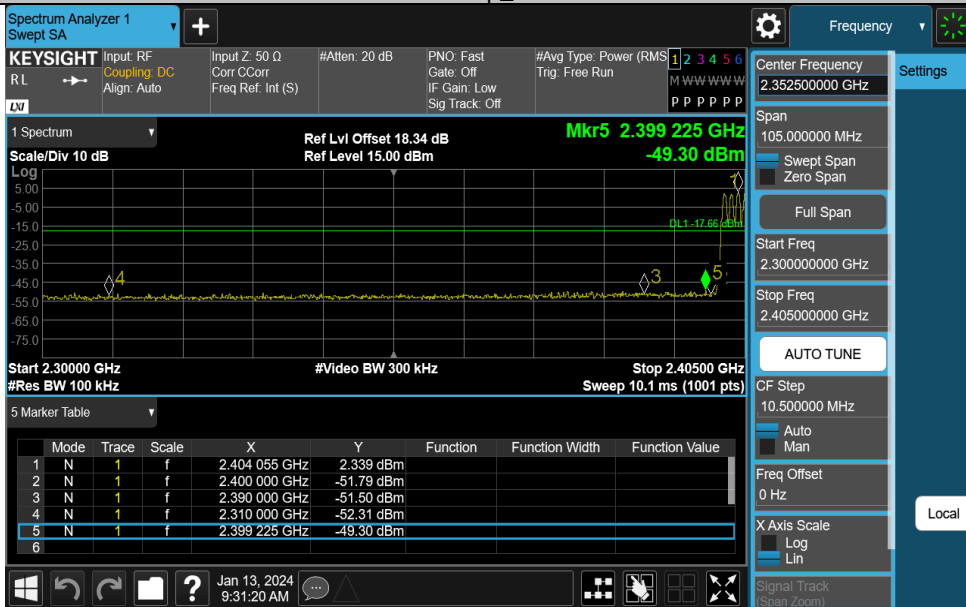 Spectrum Analyzer 1
Swept SA
+
Frequency
KEYSIGHT
R L
LXI
Input: RF
Coupling: DC
Align: Auto
Input Z: 50 Ω
Corr CCorr
Freq Ref: Int (S)
#Atten: 20 dB
PNO: Fast
Gate: Off
IF Gain: Low
Sig Track: Off
#Avg Type: Power (RMS
Trig: Free Run
1 2 3 4 5 6
M W W W W W
P P P P P P
Settings
Center Frequency
2.352500000 GHz
Span
105.000000 MHz
Swept Span
Zero Span
Full Span
Start Freq
2.300000000 GHz
Stop Freq
2.405000000 GHz
AUTO TUNE
CF Step
10.500000 MHz
Auto
Man
Freq Offset
0 Hz
X Axis Scale
Log
Lin
Signal Track
(Span Zoom)
Local
1 Spectrum
Scale/Div 10 dB
Ref Lvl Offset 18.34 dB
Ref Level 15.00 dBm
Mkr5 2.399 225 GHz
-49.30 dBm
Log
5.00
-5.00
-15.0
-25.0
-35.0
-45.0
-55.0
-65.0
-75.0
DL1 -17.66 dBm
1
4
3
5
Start 2.30000 GHz
#Video BW 300 kHz
Stop 2.40500 GHz
#Res BW 100 kHz
Sweep 10.1 ms (1001 pts)
5 Marker Table
Mode Trace Scale X Y Function Function Width Function Value
1 N 1 f 2.404 055 GHz 2.339 dBm
2 N 1 f 2.400 000 GHz -51.79 dBm
3 N 1 f 2.390 000 GHz -51.50 dBm
4 N 1 f 2.310 000 GHz -52.31 dBm
5 N 1 f 2.399 225 GHz -49.30 dBm
6
?
Jan 13, 2024
9:31:20 AM